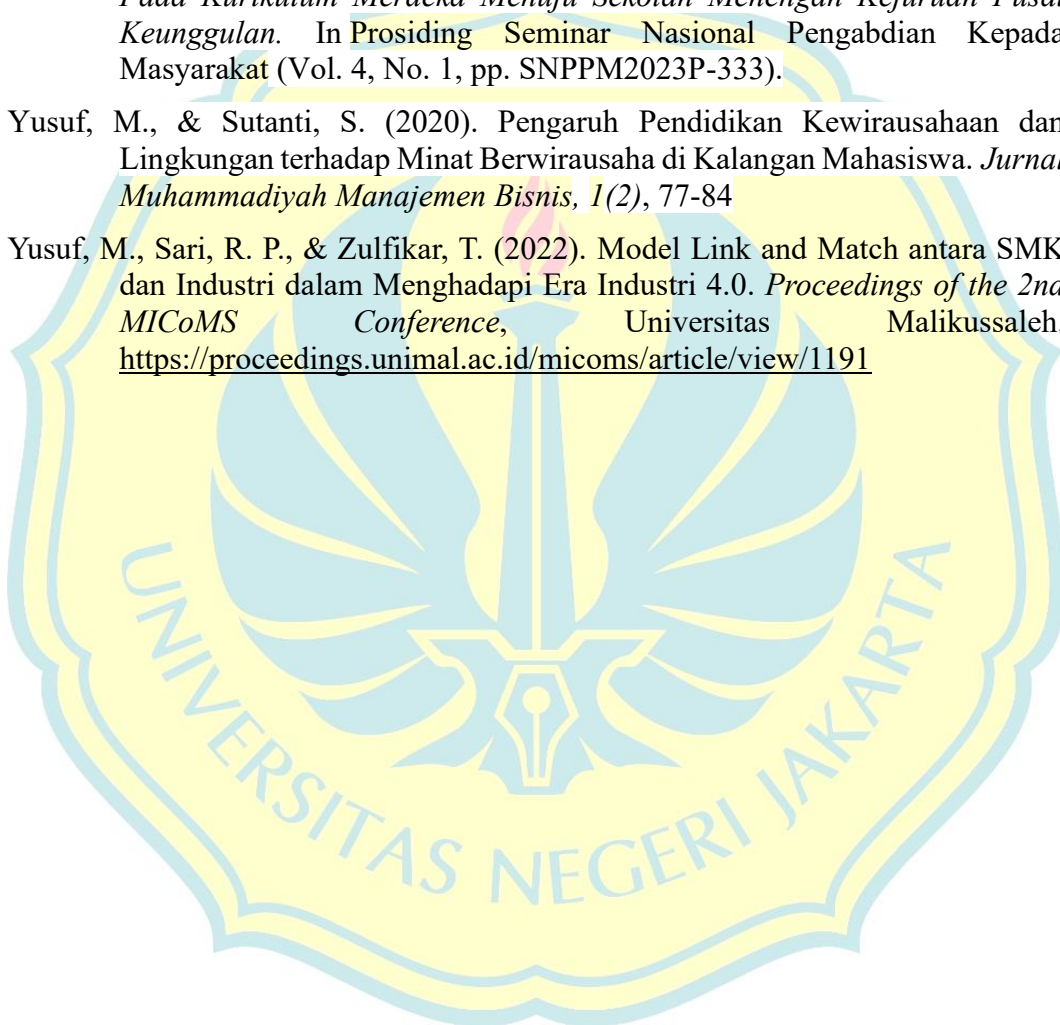 Pada Kurikulum Merdeka Menuju Sekolah Menengah Kejuruan Pusat
Keunggulan. In Prosiding Seminar Nasional Pengabdian Kepada
Masyarakat (Vol. 4, No. 1, pp. SNPPM2023P-333).
Yusuf, M., & Sutanti, S. (2020). Pengaruh Pendidikan Kewirausahaan dan
Lingkungan terhadap Minat Berwirausaha di Kalangan Mahasiswa. Jurnal
Muhammadiyah Manajemen Bisnis, 1(2), 77-84
Yusuf, M., Sari, R. P., & Zulfikar, T. (2022). Model Link and Match antara SMK
dan Industri dalam Menghadapi Era Industri 4.0. Proceedings of the 2nd
MICoMS Conference, Universitas Malikussaleh.
https://proceedings.unimal.ac.id/micoms/article/view/1191
UNIVERSITAS NEGERI JAKARTA